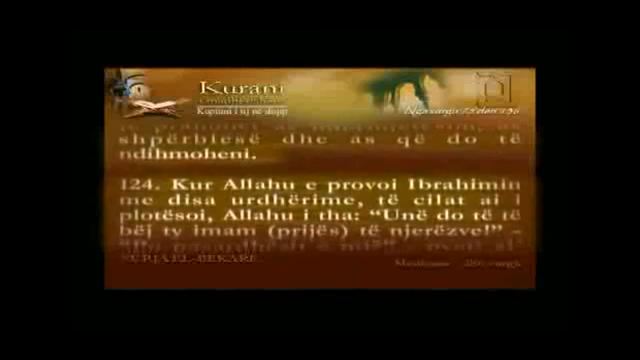 Kurani
Kuptimi i tij në shqip
shpërblesë dhe as që do të
ndihmoheni.
124. Kur Allahu e provoi Ibrahimin
me disa urdhërime, të cilat ai i
plotësoi, Allahu i tha: “Unë do të të
bëj ty imam (prijës) të njerëzve!” –
SURJA EL-BEKARE